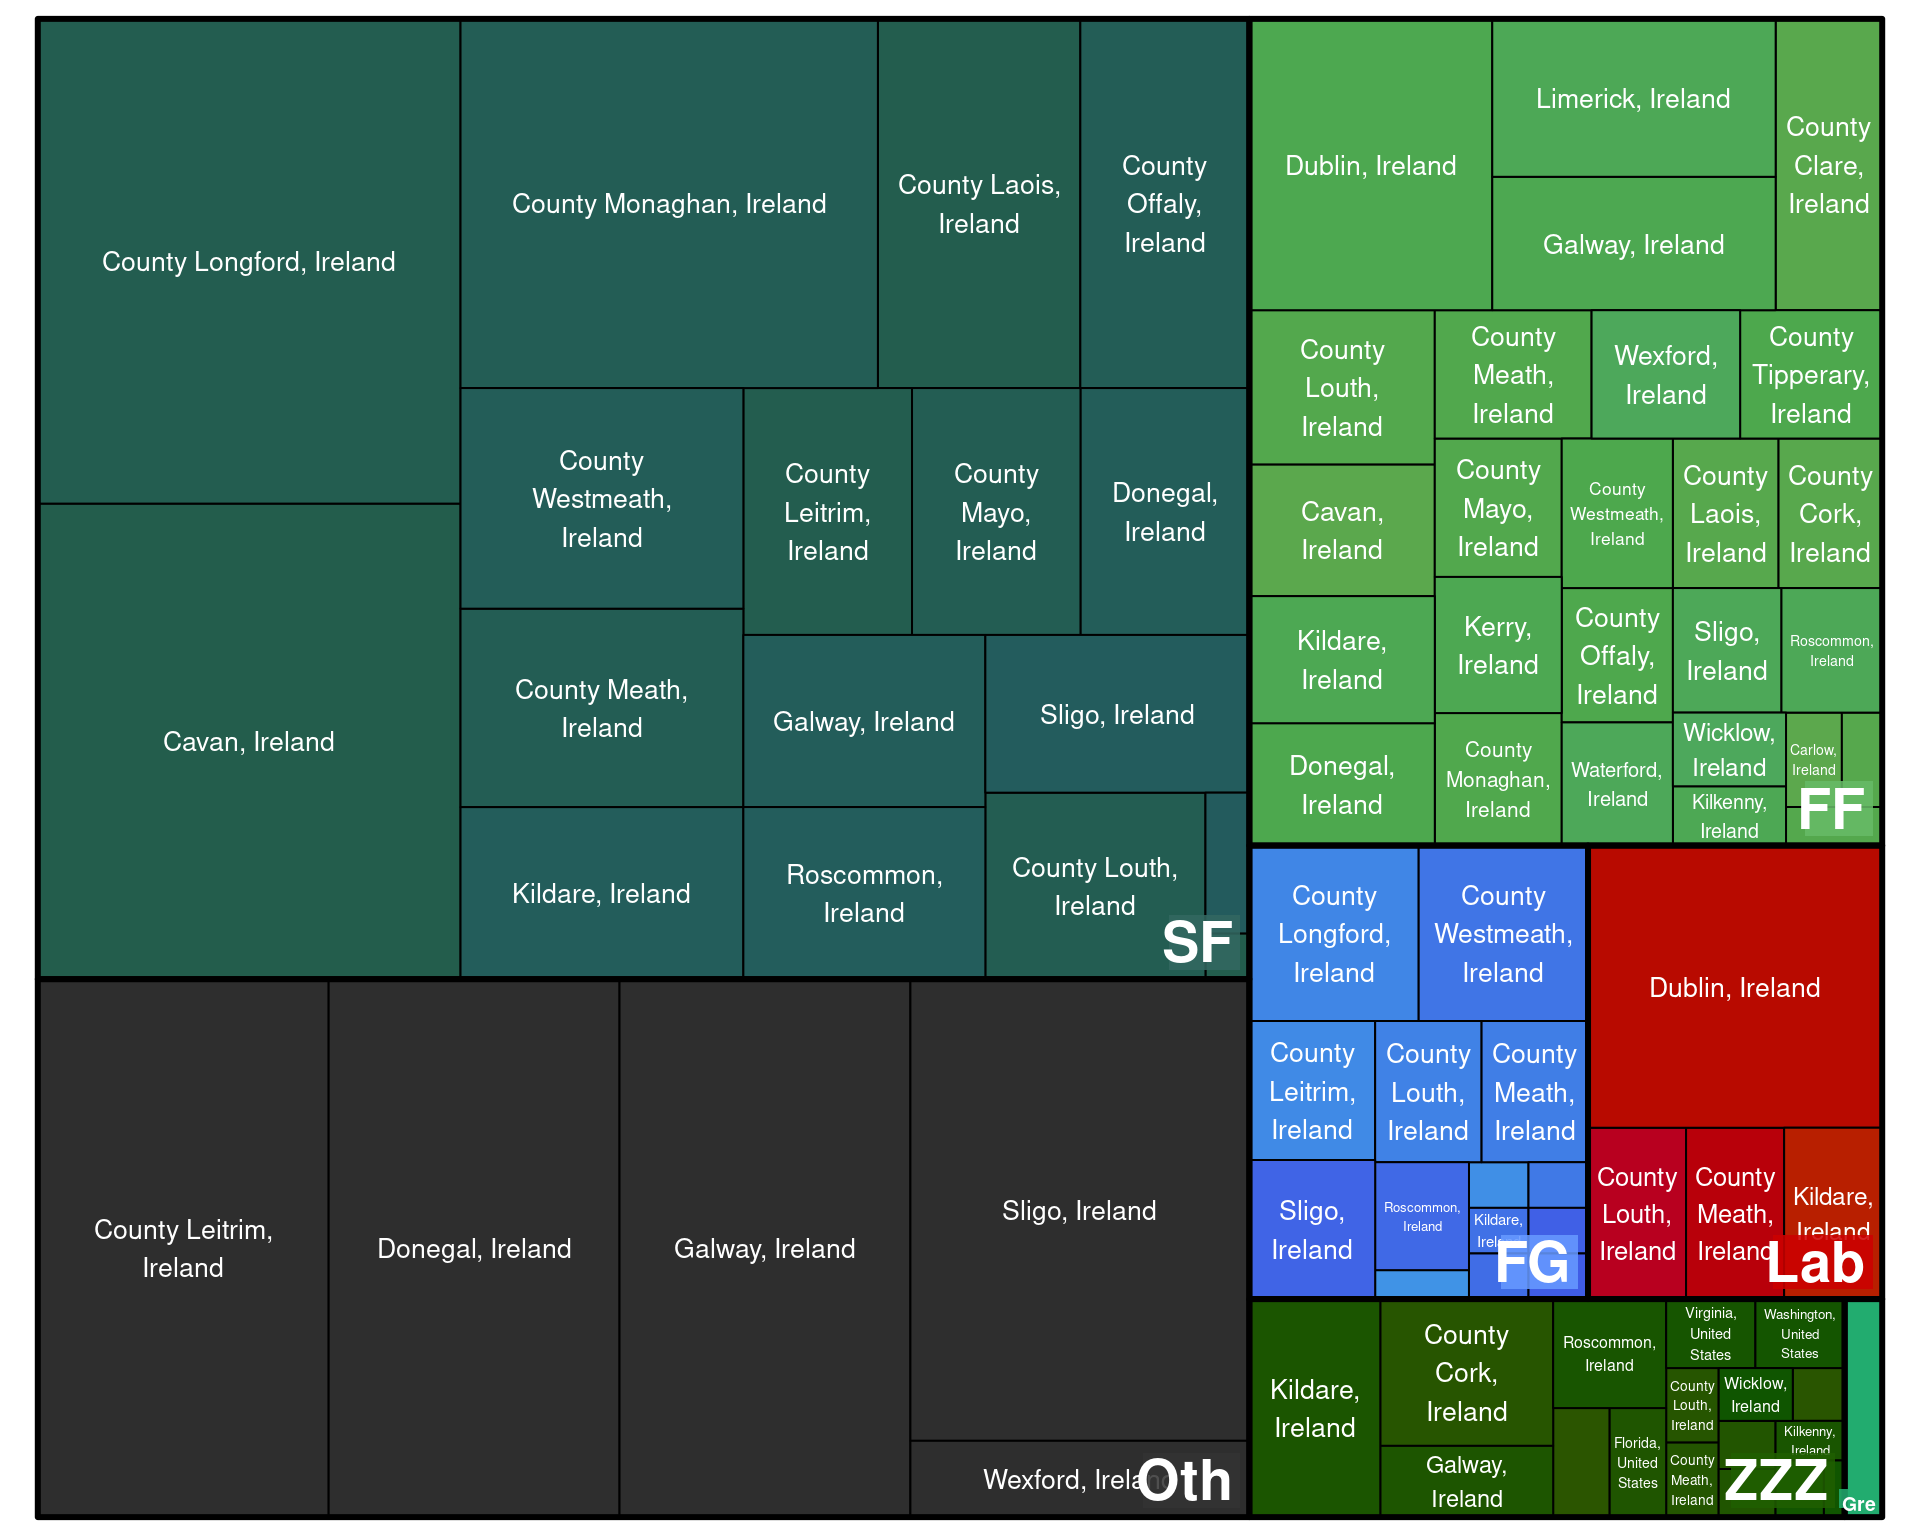 County Longford, Ireland
Cavan, Ireland
County Monaghan, Ireland
County Laois,
Ireland
County
Offaly,
Ireland
County
Westmeath,
Ireland
County
Leitrim,
Ireland
County
Mayo,
Ireland
Donegal,
Ireland
County Meath,
Ireland
Galway, Ireland
Sligo, Ireland
Kildare, Ireland
Roscommon,
Ireland
County Louth,
Ireland
SF
County Leitrim,
Ireland
Donegal, Ireland
Galway, Ireland
Sligo, Ireland
Wexford, Ireland
Oth
Dublin, Ireland
Limerick, Ireland
Galway, Ireland
County
Clare,
Ireland
County
Louth,
Ireland
County
Meath,
Ireland
Wexford,
Ireland
County
Tipperary,
Ireland
Cavan,
Ireland
County
Mayo,
Ireland
County
Westmeath,
Ireland
County
Laois,
Ireland
County
Cork,
Ireland
Kildare,
Ireland
Kerry,
Ireland
County
Offaly,
Ireland
Sligo,
Ireland
Roscommon,
Ireland
Donegal,
Ireland
County
Monaghan,
Ireland
Waterford,
Ireland
Wicklow,
Ireland
Kilkenny,
Ireland
Carlow,
Ireland
FF
County
Longford,
Ireland
County
Westmeath,
Ireland
County
Leitrim,
Ireland
County
Louth,
Ireland
County
Meath,
Ireland
Sligo,
Ireland
Roscommon,
Ireland
Kildare,
Ireland
FG
Dublin, Ireland
County
Louth,
Ireland
County
Meath,
Ireland
Kildare,
Ireland
Lab
Kildare,
Ireland
County
Cork,
Ireland
Galway,
Ireland
Roscommon,
Ireland
Florida,
United
States
Virginia,
United
States
Washington,
United
States
County
Louth,
Ireland
Wicklow,
Ireland
County
Meath,
Ireland
Kilkenny,
Ireland
ZZZ
Gre